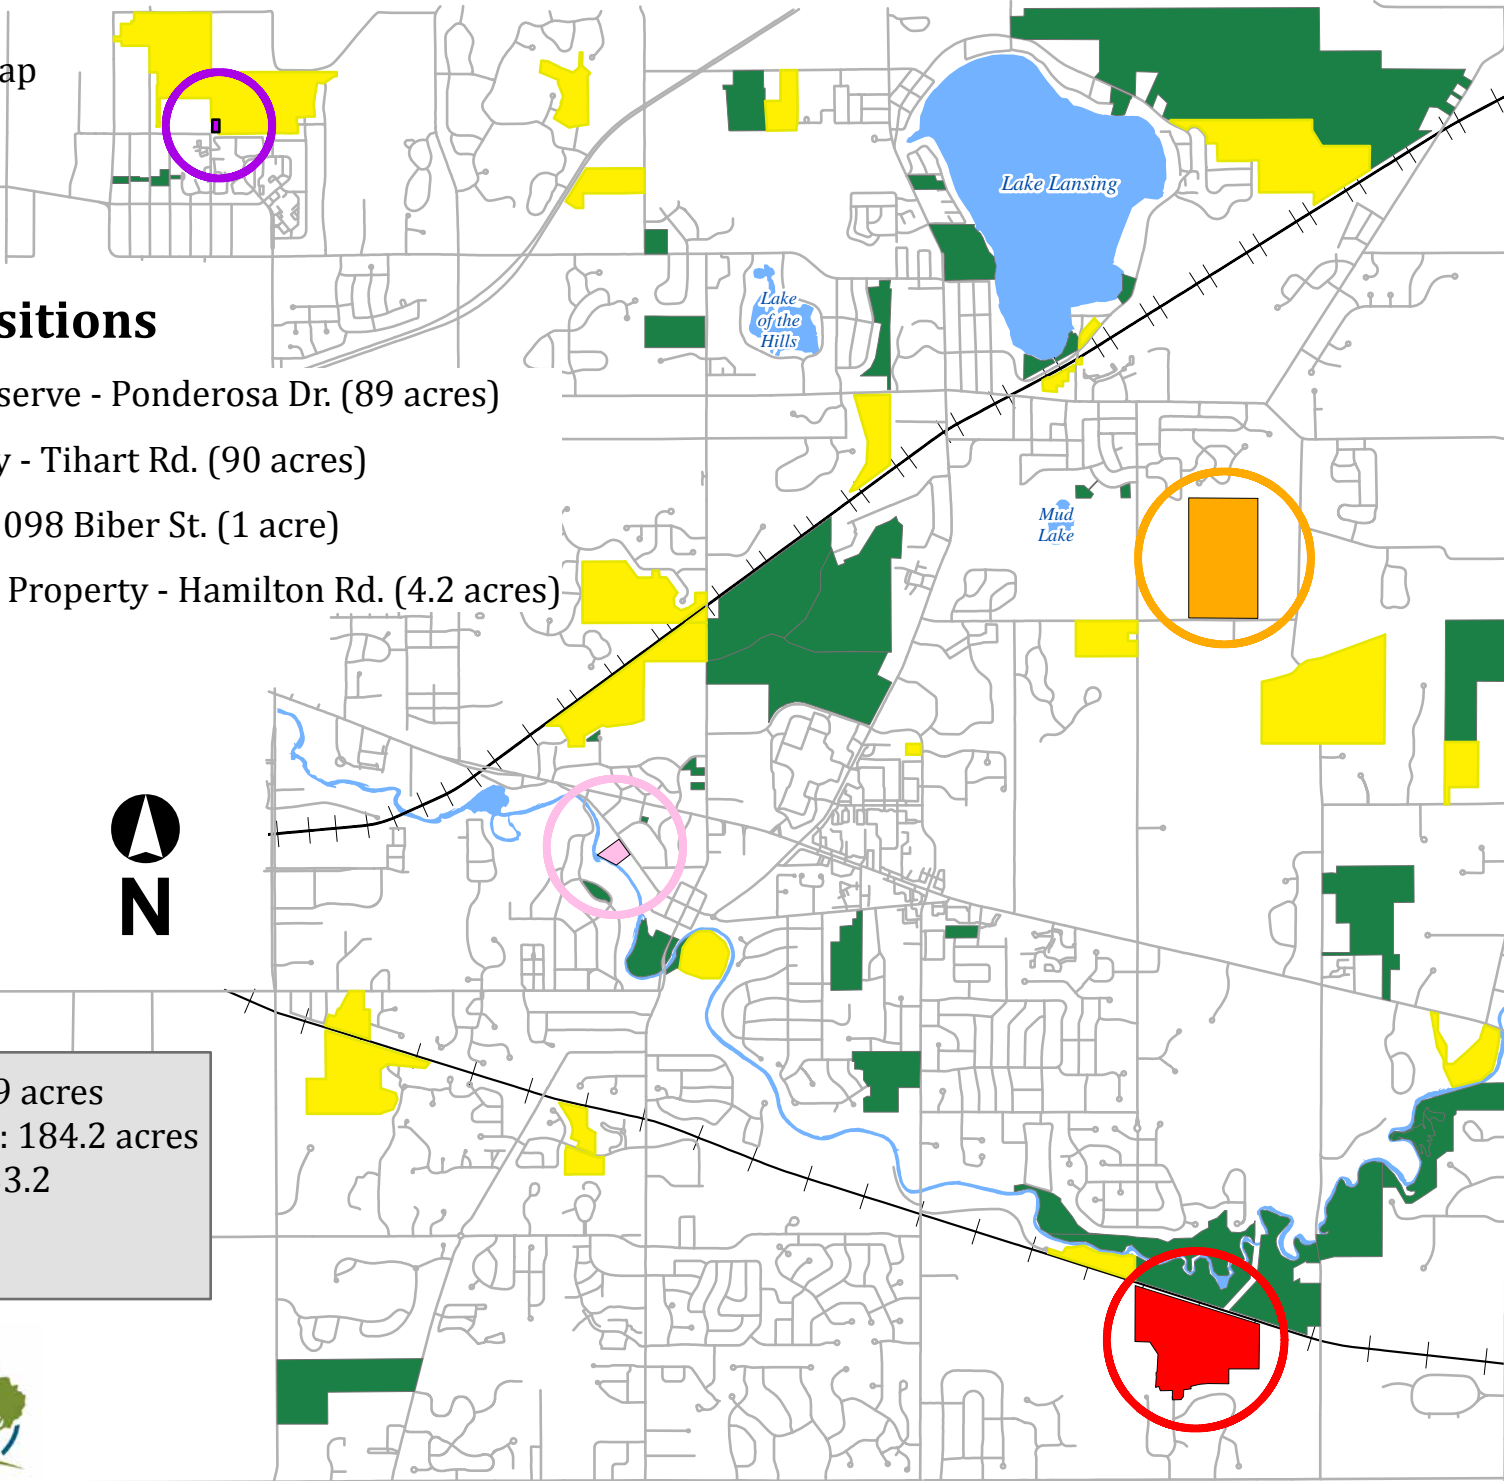 ap
sitions
serve - Ponderosa Dr. (89 acres)
y - Tihart Rd. (90 acres)
098 Biber St. (1 acre)
Property - Hamilton Rd. (4.2 acres)
Lake Lansing
Lake
of the
Hills
Mud
Lake
N
9 acres
: 184.2 acres
3.2